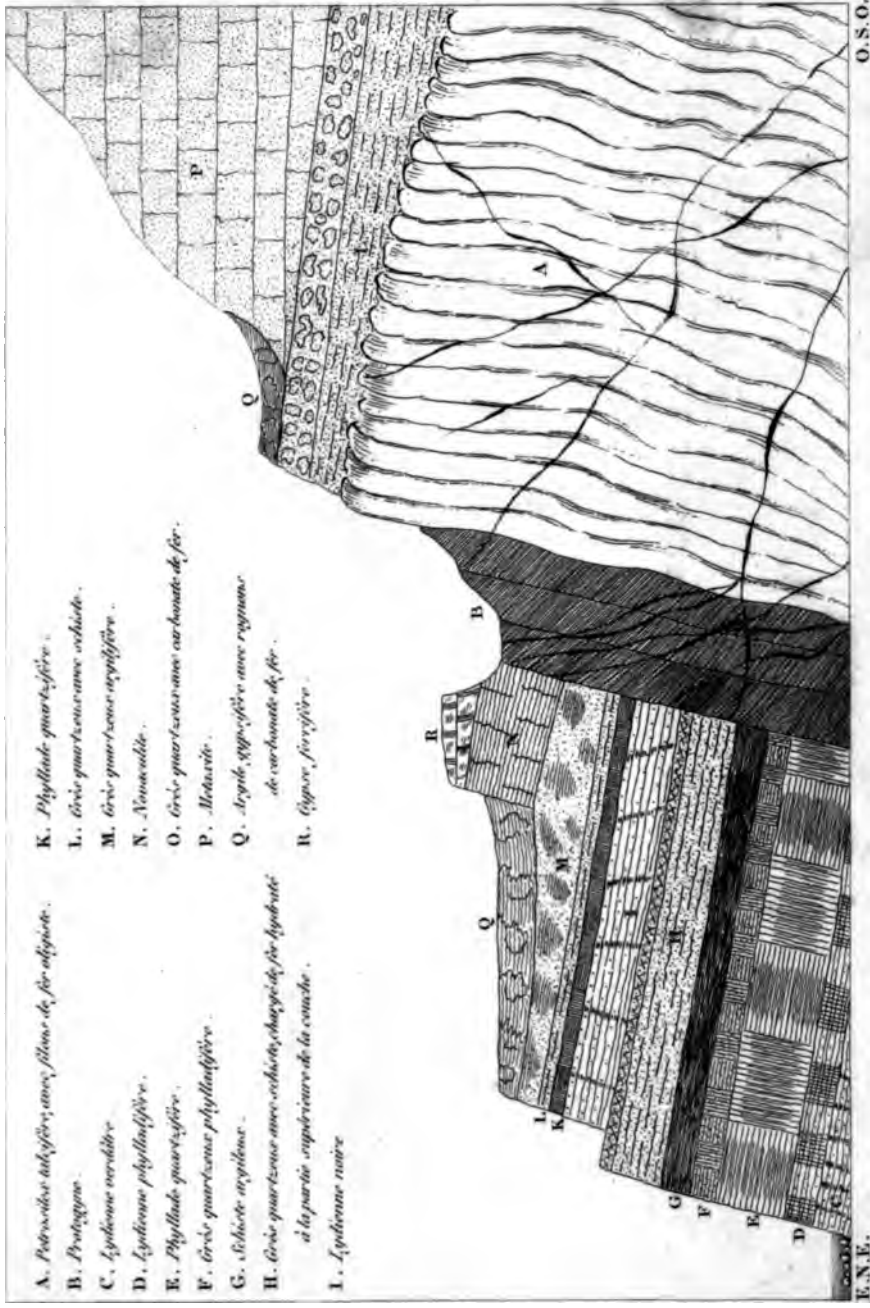 A. Petrosilex talcifère, avec filons de fer oligiste.
B. Protogyne.
C. Lydienne verdâtre.
D. Lydienne phylladifère.
E. Phyllade quartzifère.
F. Grès quartzeux phylladifère.
G. Schiste argileux.
H. Grès quartzeux avec schiste, chargé de fer hydraté
à la partie supérieure de la couche.
I. Lydienne noire
K. Phyllade quartzifère.
L. Grès quartzeux avec schiste.
M. Grès quartzeux argilifère.
N. Novaculite.
O. Grès quartzeux avec carbonate de fer.
P. Metaxite.
Q. Argile gypsifère avec rognons
de carbonate de fer.
R. Gypse ferrifère.
P
Q
A
B
R
N
Q
M
I
H
L
K
G
F
E
D
C
E.N.E.
O.S.O.